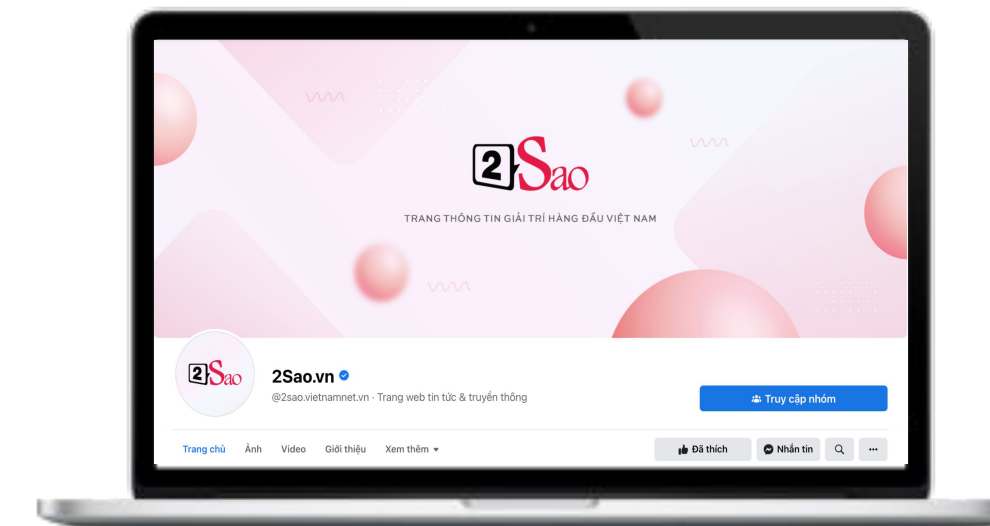 2Sao
TRANG THÔNG TIN GIẢI TRÍ HÀNG ĐẦU VIỆT NAM
2Sao
2Sao.vn
@2sao.vietnamnet.vn · Trang web tin tức & truyền thông
Truy cập nhóm
Trang chủ Ảnh Video Giới thiệu Xem thêm
Đã thích Nhắn tin